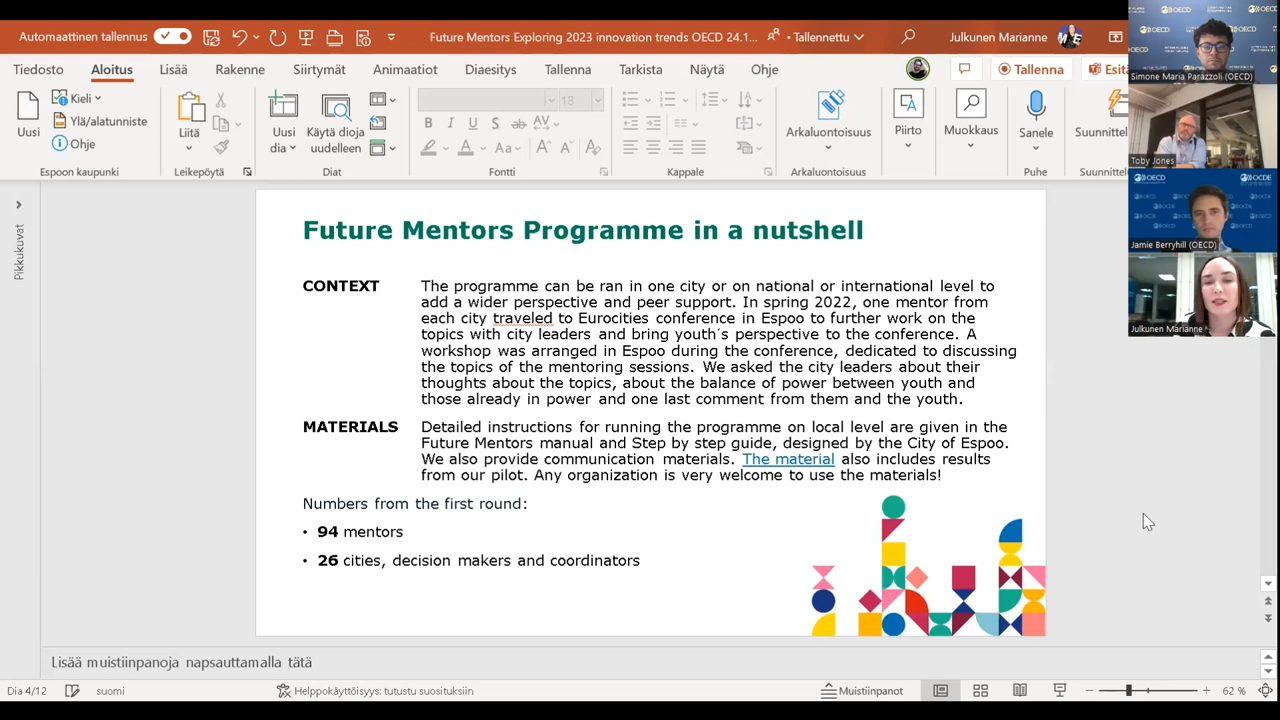 Automaattinen tallennus
Future Mentors Exploring 2023 innovation trends OECD 24.1...
• Tallennettu
Julkunen Marianne
Tiedosto Aloitus Lisää Rakenne Siirtymät Animaatiot Diaesitys Tallenna Tarkista Näytä Ohje
Tallenna
Kieli
Ylä/alatunniste
Ohje
Uusi
Espoon kaupunki
Liitä
Leikepöytä
Uusi dia
Käytä dioja uudelleen
Diat
18
B I U S ab AV
Aa A A A
Fontti
Kappale
Arkaluontoisuus
Arkaluontoisuus
Piirto
Muokkaus
Sanele
Puhe
Pikkukuvat
Future Mentors Programme in a nutshell
CONTEXT
The programme can be ran in one city or on national or international level to
add a wider perspective and peer support. In spring 2022, one mentor from
each city traveled to Eurocities conference in Espoo to further work on the
topics with city leaders and bring youth´s perspective to the conference. A
workshop was arranged in Espoo during the conference, dedicated to discussing
the topics of the mentoring sessions. We asked the city leaders about their
thoughts about the topics, about the balance of power between youth and
those already in power and one last comment from them and the youth.
MATERIALS
Detailed instructions for running the programme on local level are given in the
Future Mentors manual and Step by step guide, designed by the City of Espoo.
We also provide communication materials. The material also includes results
from our pilot. Any organization is very welcome to use the materials!
Numbers from the first round:
• 94 mentors
• 26 cities, decision makers and coordinators
Lisää muistiinpanoja napsauttamalla tätä
Dia 4/12
suomi
Helppokäyttöisyys: tutustu suosituksiin
Muistiinpanot
62 %
OECD
Simone Maria Parazzoli (OECD)
Toby Jones
OECD
OCDE
Jamie Berryhill (OECD)
Julkunen Marianne